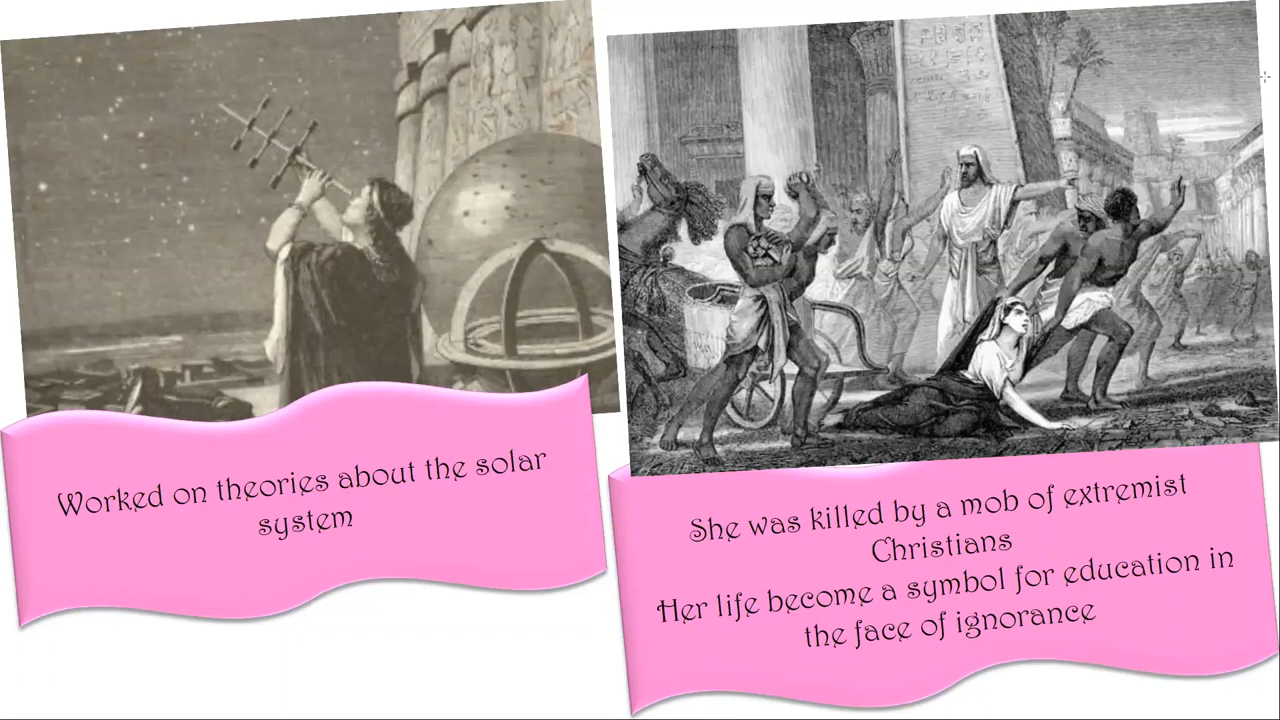 Worked on theories about the solar
system
She was killed by a mob of extremist
Christians
Her life become a symbol for education in
the face of ignorance